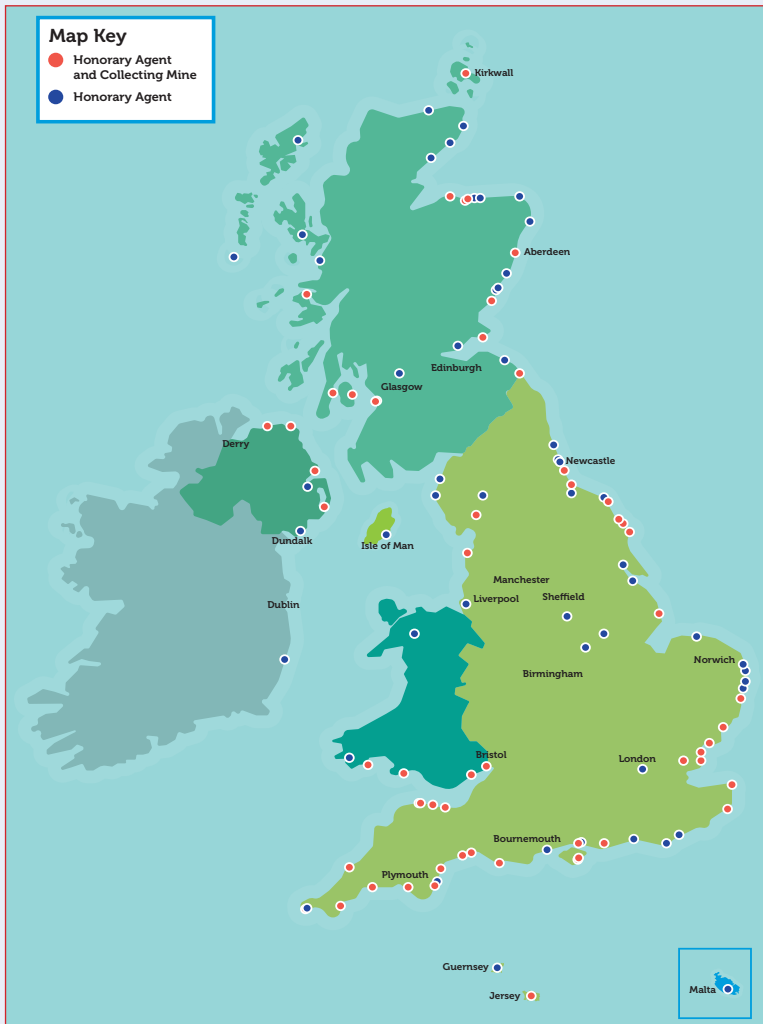 Map Key
Honorary Agent
and Collecting Mine
Honorary Agent
Kirkwall
Aberdeen
Edinburgh
Glasgow
Derry
Newcastle
Dundalk
Isle of Man
Manchester
Dublin
Liverpool
Sheffield
Norwich
Birmingham
Bristol
London
Bournemouth
Plymouth
Guernsey
Malta
Jersey